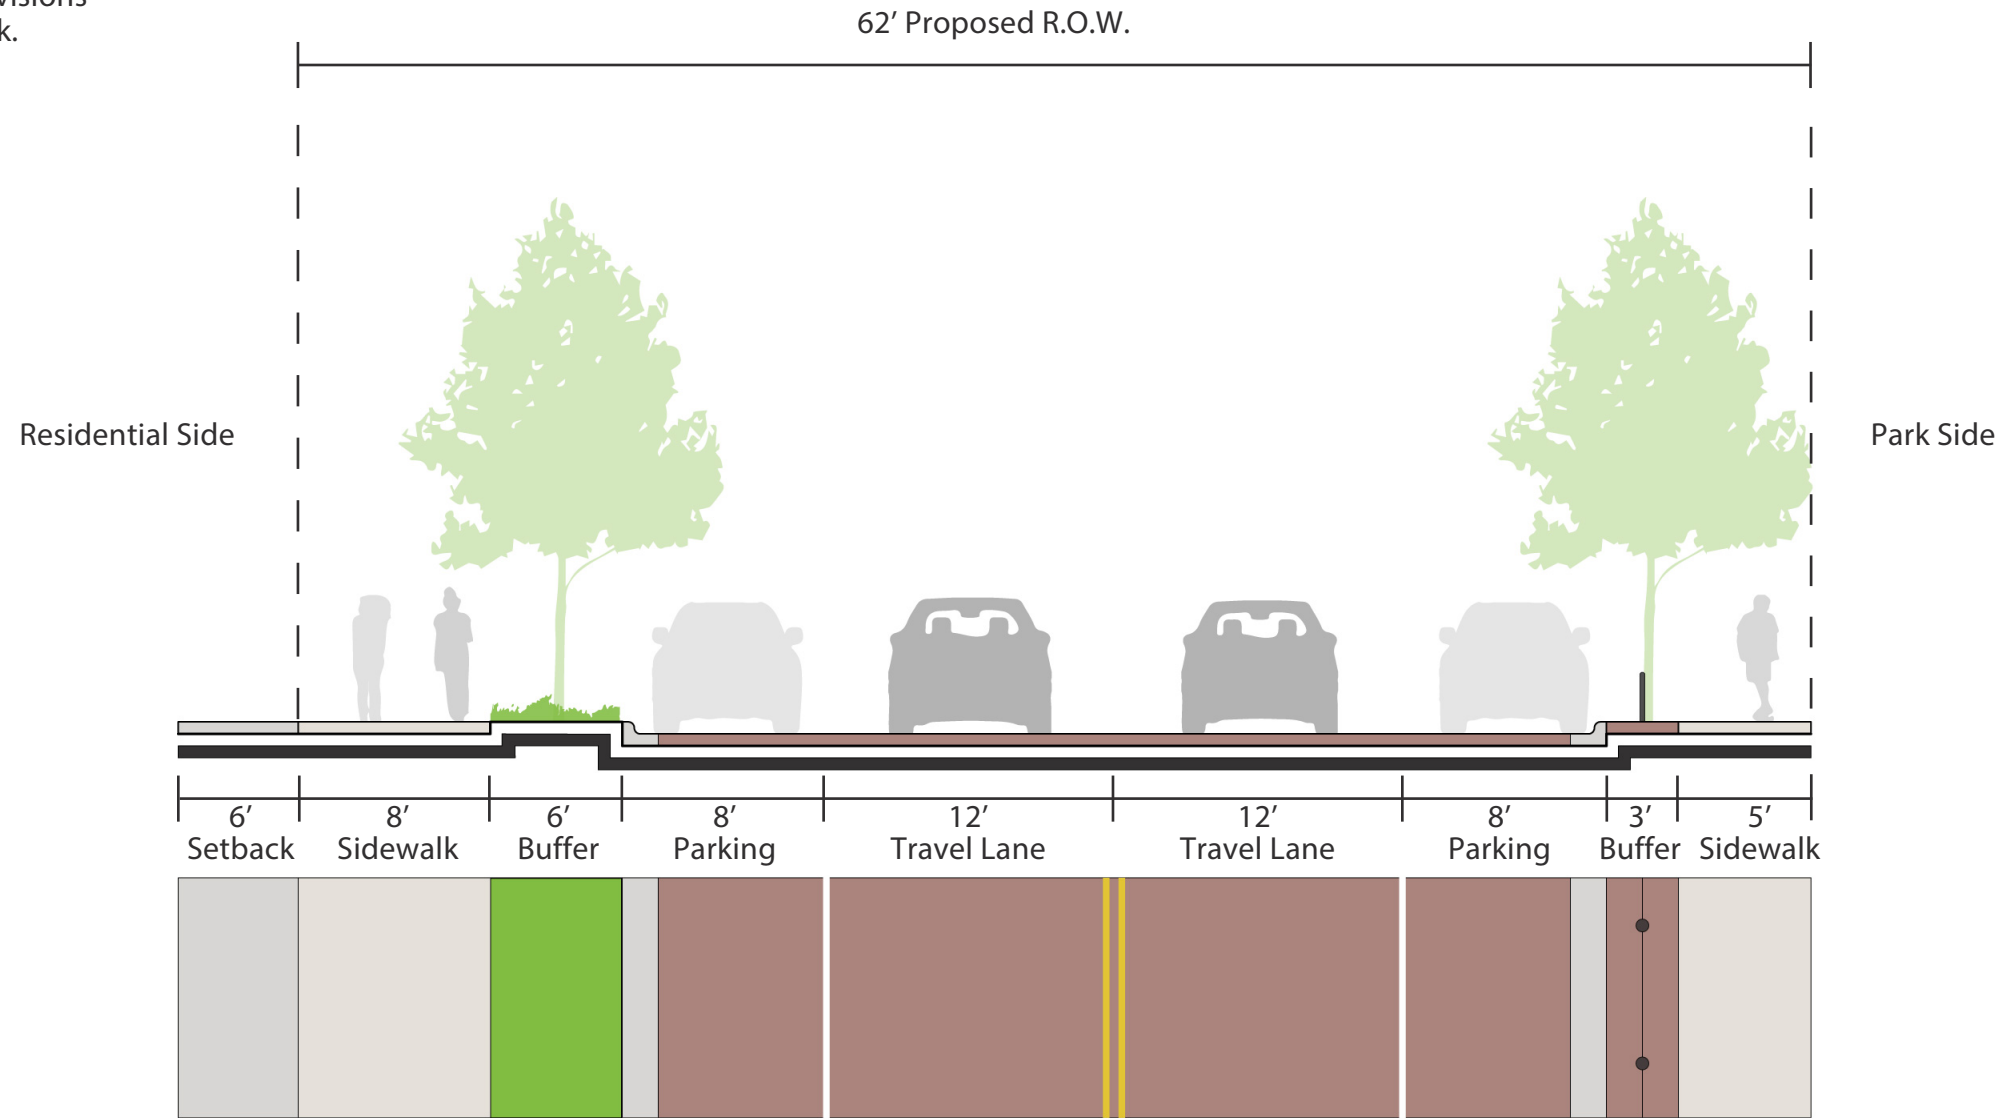 k.
62’ Proposed R.O.W.
Residential Side
Park Side
6’ 8’ 6’ 8’ 12’ 12’ 8’ 3’ 5’
Setback Sidewalk Buffer Parking Travel Lane Travel Lane Parking Buffer Sidewalk